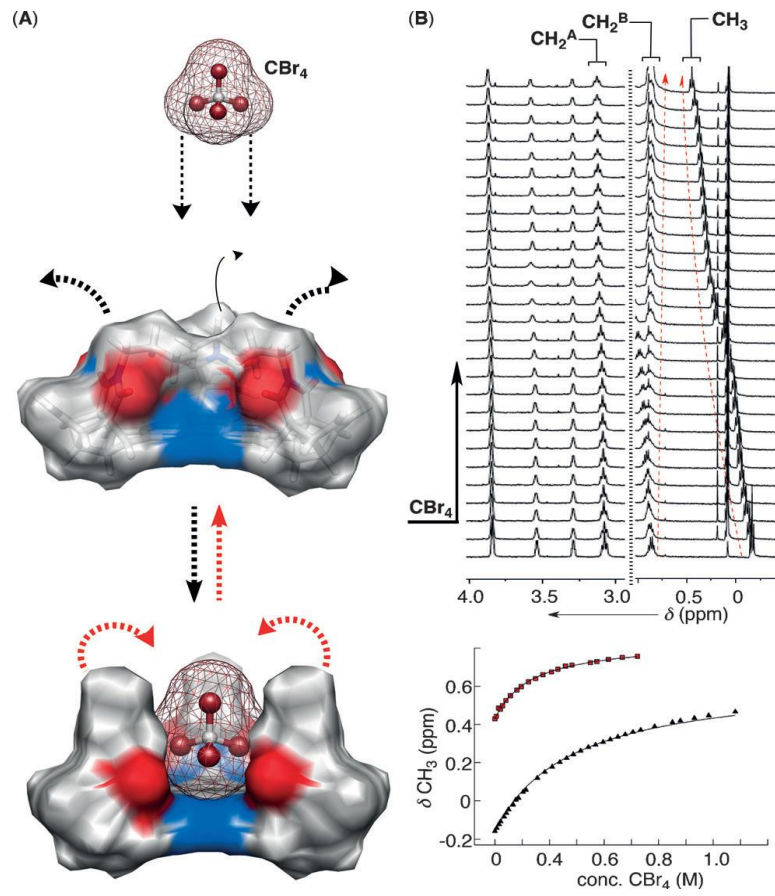 (A)
CBr₄
(B)
CH₂ᴬ
CH₂ᴮ
CH₃
CBr₄
4.0 3.5 3.0 0.5 0
δ (ppm)
δ CH₃ (ppm)
0.6
0.4
0.2
0
-0.2
0 0.2 0.4 0.6 0.8 1.0
conc. CBr₄ (M)